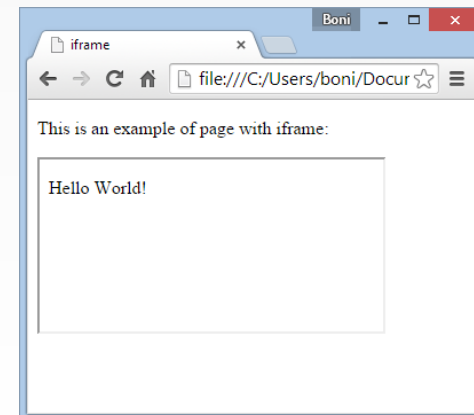 Boni
iframe
file:///C:/Users/boni/Docur
This is an example of page with iframe:
Hello World!